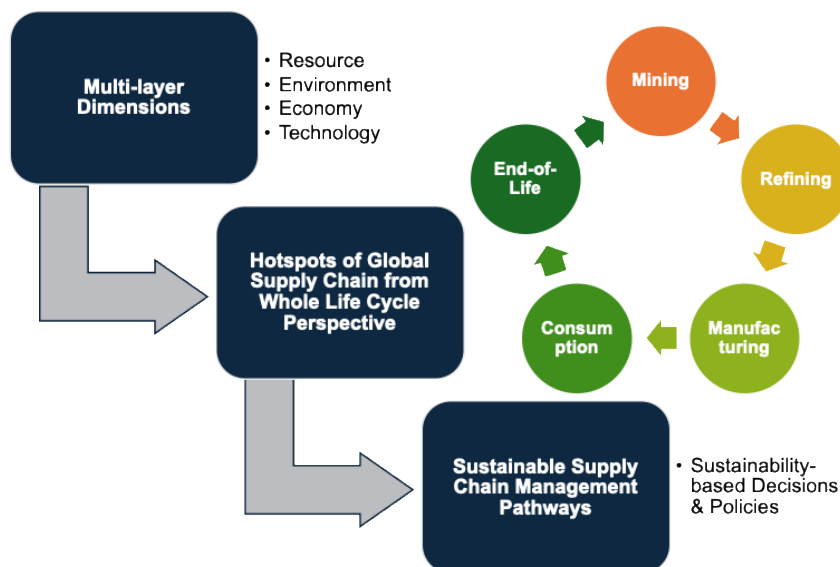 Multi-layer
Dimensions
• Resource
• Environment
• Economy
• Technology
Mining
Refining
Manufac
turing
Consum
ption
End-of-
Life
Hotspots of Global
Supply Chain from
Whole Life Cycle
Perspective
Sustainable Supply
Chain Management
Pathways
• Sustainability-
based Decisions
& Policies